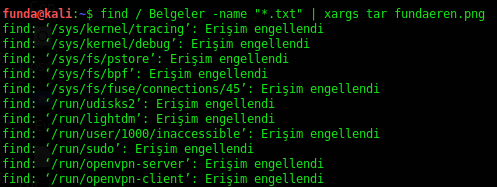 funda@kali:~$ find / Belgeler -name "*.txt" | xargs tar fundaeren.png
find: ‘/sys/kernel/tracing’: Erişim engellendi
find: ‘/sys/kernel/debug’: Erişim engellendi
find: ‘/sys/fs/pstore’: Erişim engellendi
find: ‘/sys/fs/bpf’: Erişim engellendi
find: ‘/sys/fs/fuse/connections/45’: Erişim engellendi
find: ‘/run/udisks2’: Erişim engellendi
find: ‘/run/lightdm’: Erişim engellendi
find: ‘/run/user/1000/inaccessible’: Erişim engellendi
find: ‘/run/sudo’: Erişim engellendi
find: ‘/run/openvpn-server’: Erişim engellendi
find: ‘/run/openvpn-client’: Erişim engellendi